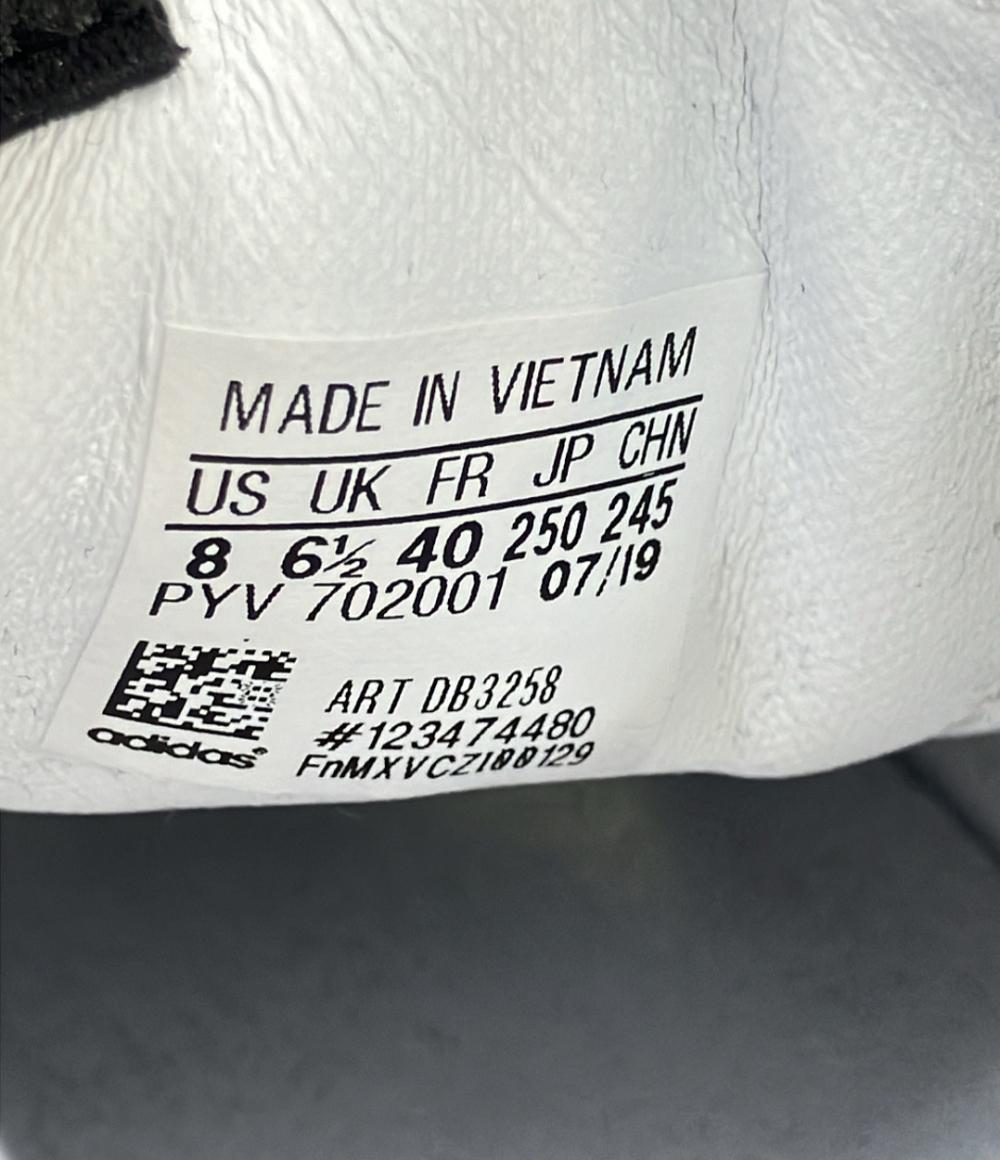 MADE IN VIETNAM
US UK FR JP CHN
8 6½ 40 250 245
PYV 702001 07/19
ART DB3258
#123474480
FnMXVCZI00129
adidas®